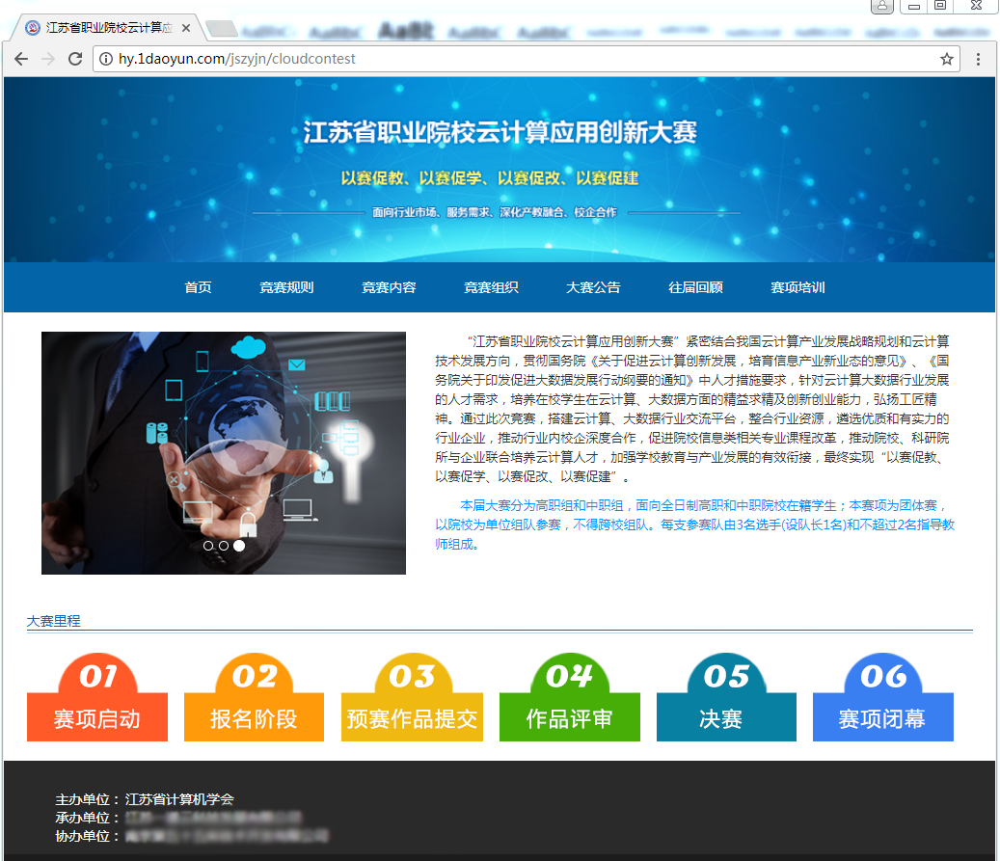 江苏省职业院校云计算应
hy.1daoyun.com/jszyjn/cloudcontest
江苏省职业院校云计算应用创新大赛
以赛促教、以赛促学、以赛促改、以赛促建
面向行业市场、服务需求、深化产教融合、校企合作
首页 竞赛规则 竞赛内容 竞赛组织 大赛公告 往届回顾 赛项培训
“江苏省职业院校云计算应用创新大赛”紧密结合我国云计算产业发展战略规划和云计算
技术发展方向，贯彻国务院《关于促进云计算创新发展，培育信息产业新业态的意见》、《国
务院关于印发促进大数据发展行动纲要的通知》中人才措施要求，针对云计算大数据行业发展
的人才需求，培养在校学生在云计算、大数据方面的精益求精及创新创业能力，弘扬工匠精
神。通过此次竞赛，搭建云计算、大数据行业交流平台，整合行业资源，遴选优质和有实力的
行业企业，推动行业内校企深度合作，促进院校信息类相关专业课程改革，推动院校、科研院
所与企业联合培养云计算人才，加强学校教育与产业发展的有效衔接，最终实现“以赛促教、
以赛促学、以赛促改、以赛促建”。
本届大赛分为高职组和中职组，面向全日制高职和中职院校在籍学生；本赛项为团体赛，
以院校为单位组队参赛，不得跨校组队。每支参赛队由3名选手(设队长1名)和不超过2名指导教
师组成。
大赛里程
01 02 03 04 05 06
赛项启动 报名阶段 预赛作品提交 作品评审 决赛 赛项闭幕
主办单位：江苏省计算机学会
承办单位：
协办单位：